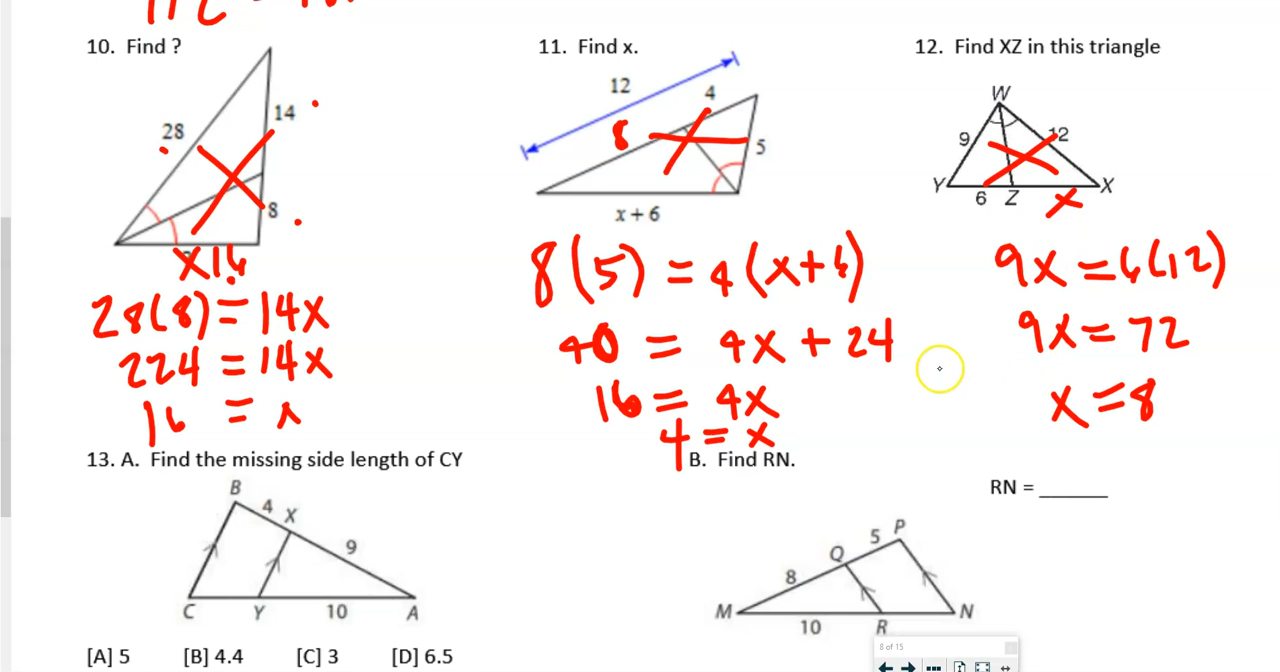 10. Find ?
11. Find x.
12. Find XZ in this triangle
28
14
8
x16
28(8) = 14x
224 = 14x
16 = x
12
4
8
5
x + 6
8(5) = 4(x+6)
40 = 4x + 24
16 = 4x
4 = x
W
9
12
Y
6
Z
x
X
9x = 6(12)
9x = 72
x = 8
13. A. Find the missing side length of CY
B. Find RN.
RN = ______
B
4
X
9
C
Y
10
A
P
5
Q
8
M
10
R
N
[A] 5 [B] 4.4 [C] 3 [D] 6.5
8 of 15